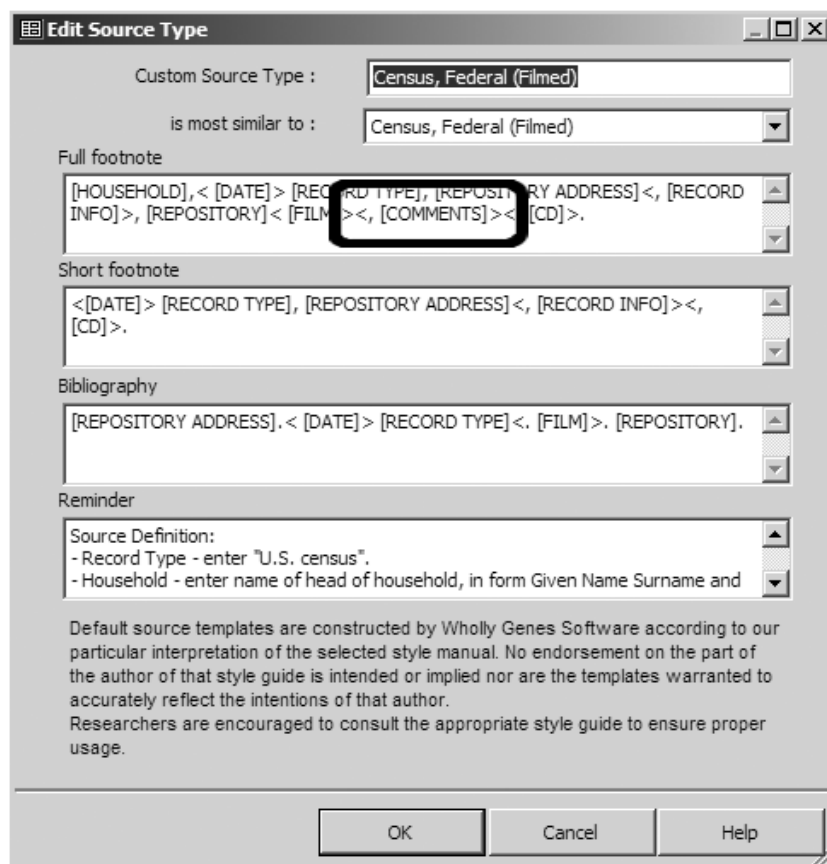 Edit Source Type
Custom Source Type :
Census, Federal (Filmed)
is most similar to :
Census, Federal (Filmed)
Full footnote
[HOUSEHOLD],< [DATE]> [RECORD TYPE], [REPOSITORY ADDRESS]<, [RECORD
INFO]>, [REPOSITORY]< [FILM]><, [COMMENTS]><, [CD]>.
Short footnote
<[DATE]> [RECORD TYPE], [REPOSITORY ADDRESS]<, [RECORD INFO]><,
[CD]>.
Bibliography
[REPOSITORY ADDRESS].< [DATE]> [RECORD TYPE]<. [FILM]>. [REPOSITORY].
Reminder
Source Definition:
- Record Type - enter "U.S. census".
- Household - enter name of head of household, in form Given Name Surname and
Default source templates are constructed by Wholly Genes Software according to our
particular interpretation of the selected style manual. No endorsement on the part of
the author of that style guide is intended or implied nor are the templates warranted to
accurately reflect the intentions of that author.
Researchers are encouraged to consult the appropriate style guide to ensure proper
usage.
OK
Cancel
Help